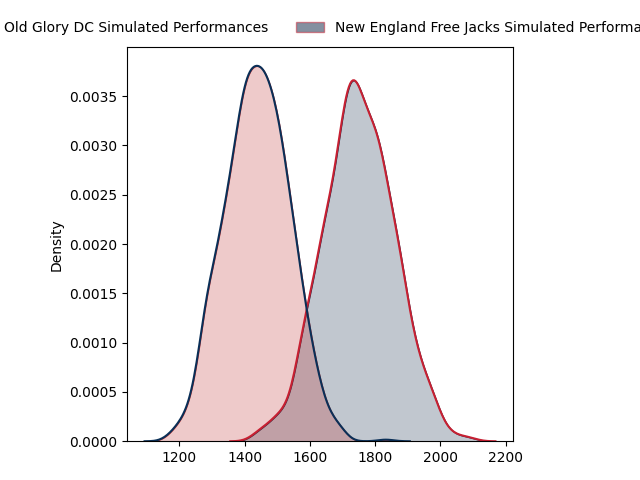 Old Glory DC Simulated Performances
New England Free Jacks Simulated Performa
0.0035
0.0030
0.0025
0.0020
0.0015
0.0010
0.0005
0.0000
Density
1200 1400 1600 1800 2000 2200